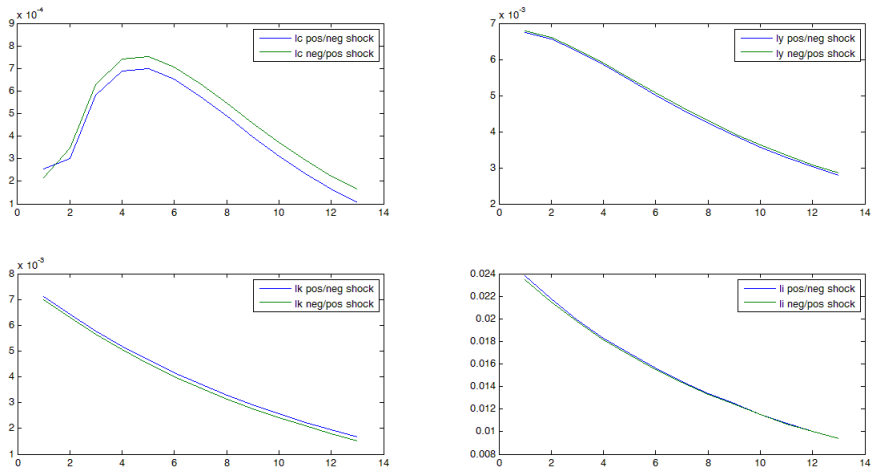 x 10⁻⁴
9
8
7
6
5
4
3
2
1
0 2 4 6 8 10 12 14
lc pos/neg shock
lc neg/pos shock
x 10⁻³
7
6
5
4
3
2
0 2 4 6 8 10 12 14
ly pos/neg shock
ly neg/pos shock
x 10⁻³
8
7
6
5
4
3
2
1
0 2 4 6 8 10 12 14
lk pos/neg shock
lk neg/pos shock
0.024
0.022
0.02
0.018
0.016
0.014
0.012
0.01
0.008
0 2 4 6 8 10 12 14
li pos/neg shock
li neg/pos shock